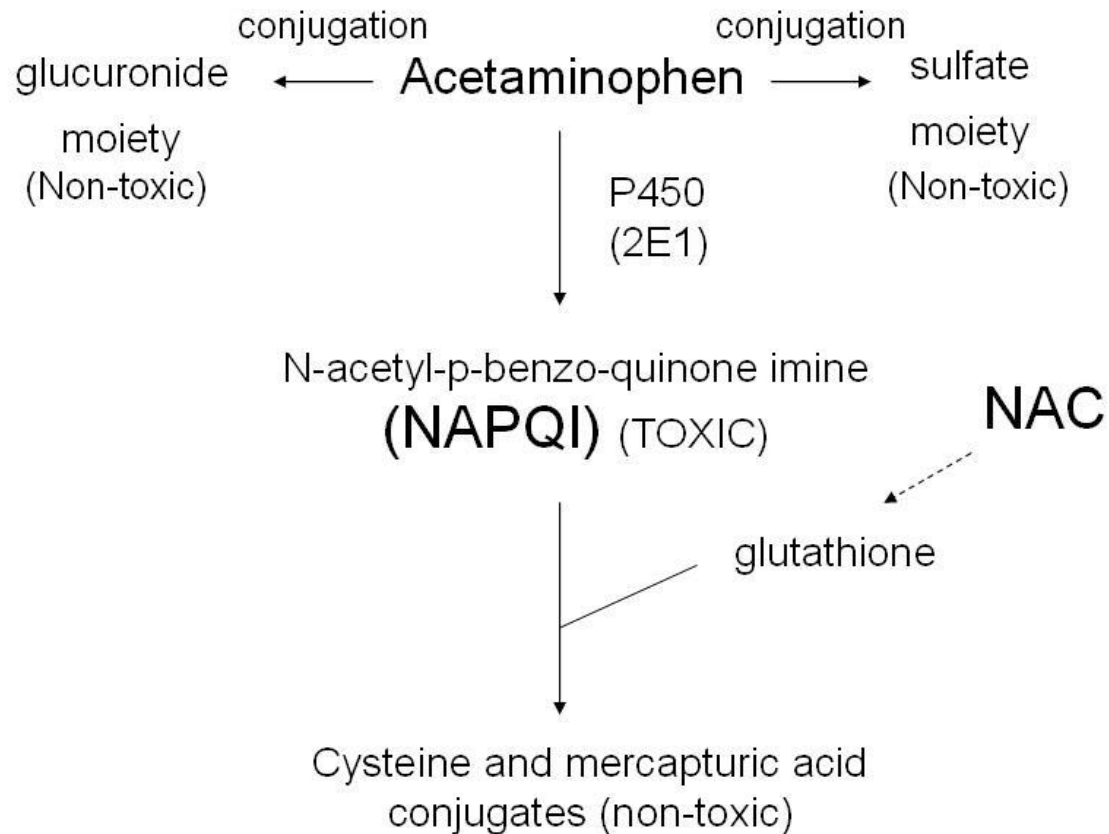 conjugation
conjugation
glucuronide
Acetaminophen
sulfate
moiety
(Non-toxic)
moiety
(Non-toxic)
P450
(2E1)
N-acetyl-p-benzo-quinone imine
(NAPQI) (TOXIC)
NAC
glutathione
Cysteine and mercapturic acid
conjugates (non-toxic)